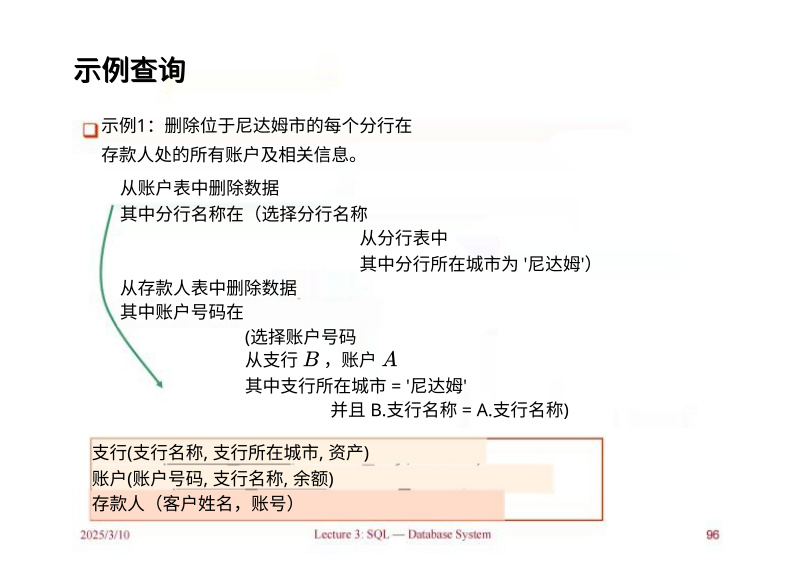 示例查询
示例1：删除位于尼达姆市的每个分行在
存款人处的所有账户及相关信息。
从账户表中删除数据
其中分行名称在（选择分行名称
从分行表中
其中分行所在城市为 '尼达姆'）
从存款人表中删除数据
其中账户号码在
(选择账户号码
从支行 B ，账户 A
其中支行所在城市 = '尼达姆'
并且 B.支行名称 = A.支行名称)
支行(支行名称, 支行所在城市, 资产)
账户(账户号码, 支行名称, 余额)
存款人（客户姓名，账号）
2025/3/10 Lecture 3: SQL — Database System 96